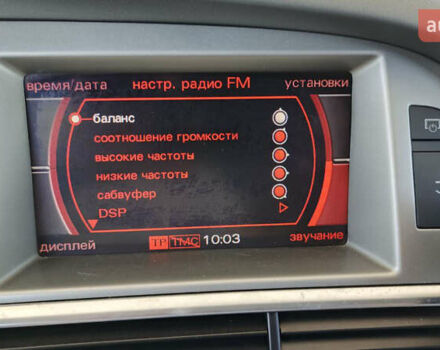 время/дата настр. радио FM установки
баланс
соотношение громкости
высокие частоты
низкие частоты
сабвуфер
DSP
дисплей TP TMC 10:03 звучание